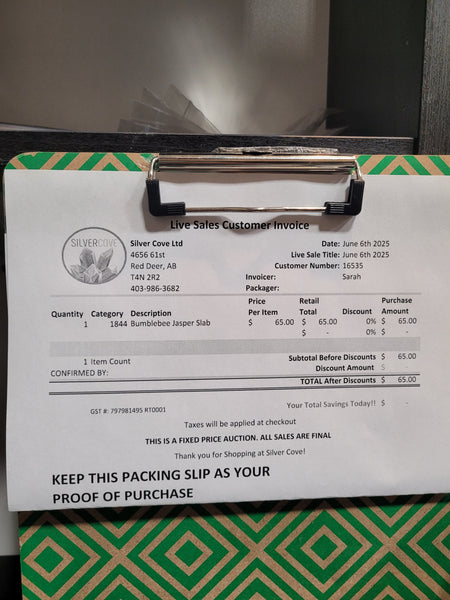 Live Sales Customer Invoice
SILVERCOVE
Silver Cove Ltd
4656 61st
Red Deer, AB
T4N 2R2
403-986-3682
Date: June 6th 2025
Live Sale Title: June 6th 2025
Customer Number: 16535
Invoicer: Sarah
Packager:
Quantity Category Description Price Per Item Retail Total Discount Purchase Amount
1 1844 Bumblebee Jasper Slab $ 65.00 $ 65.00 0% $ 65.00
$ - 0% $ -
1 Item Count Subtotal Before Discounts $ 65.00
CONFIRMED BY: Discount Amount $ -
TOTAL After Discounts $ 65.00
GST #: 797981495 RT0001 Your Total Savings Today!! $ -
Taxes will be applied at checkout
THIS IS A FIXED PRICE AUCTION. ALL SALES ARE FINAL
Thank you for Shopping at Silver Cove!
KEEP THIS PACKING SLIP AS YOUR
PROOF OF PURCHASE